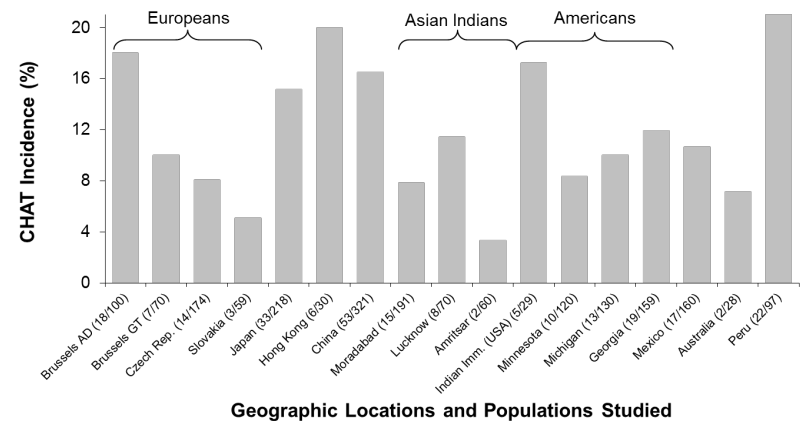 Europeans
Asian Indians
Americans
CHAT Incidence (%)
20
16
12
8
4
0
Brussels AD (18/100)
Brussels GT (7/70)
Czech Rep. (14/174)
Slovakia (3/59)
Japan (33/218)
Hong Kong (6/30)
China (53/321)
Moradabad (15/191)
Lucknow (8/70)
Amritsar (2/60)
Indian Imm. (USA) (5/29)
Minnesota (10/120)
Michigan (13/130)
Georgia (19/159)
Mexico (17/160)
Australia (2/28)
Peru (22/97)
Geographic Locations and Populations Studied